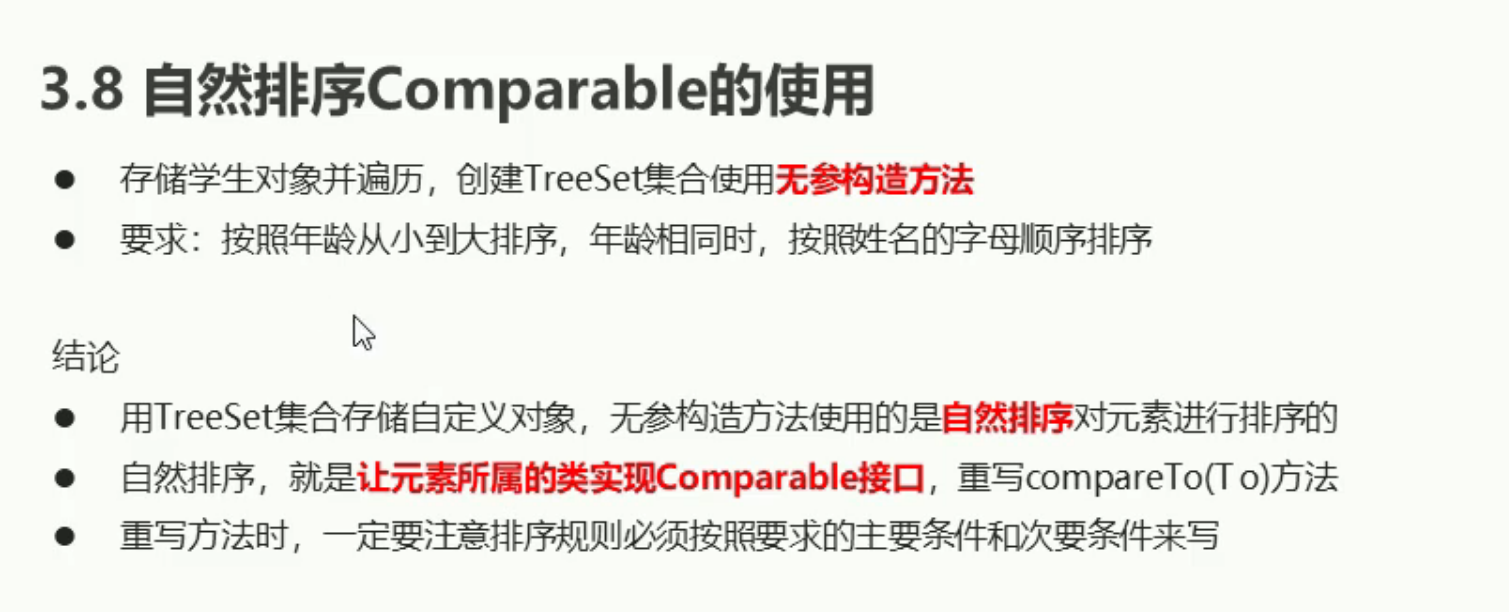 3.8 自然排序Comparable的使用
● 存储学生对象并遍历，创建TreeSet集合使用无参构造方法
● 要求：按照年龄从小到大排序，年龄相同时，按照姓名的字母顺序排序
结论
● 用TreeSet集合存储自定义对象，无参构造方法使用的是自然排序对元素进行排序的
● 自然排序，就是让元素所属的类实现Comparable接口，重写compareTo(T o)方法
● 重写方法时，一定要注意排序规则必须按照要求的主要条件和次要条件来写